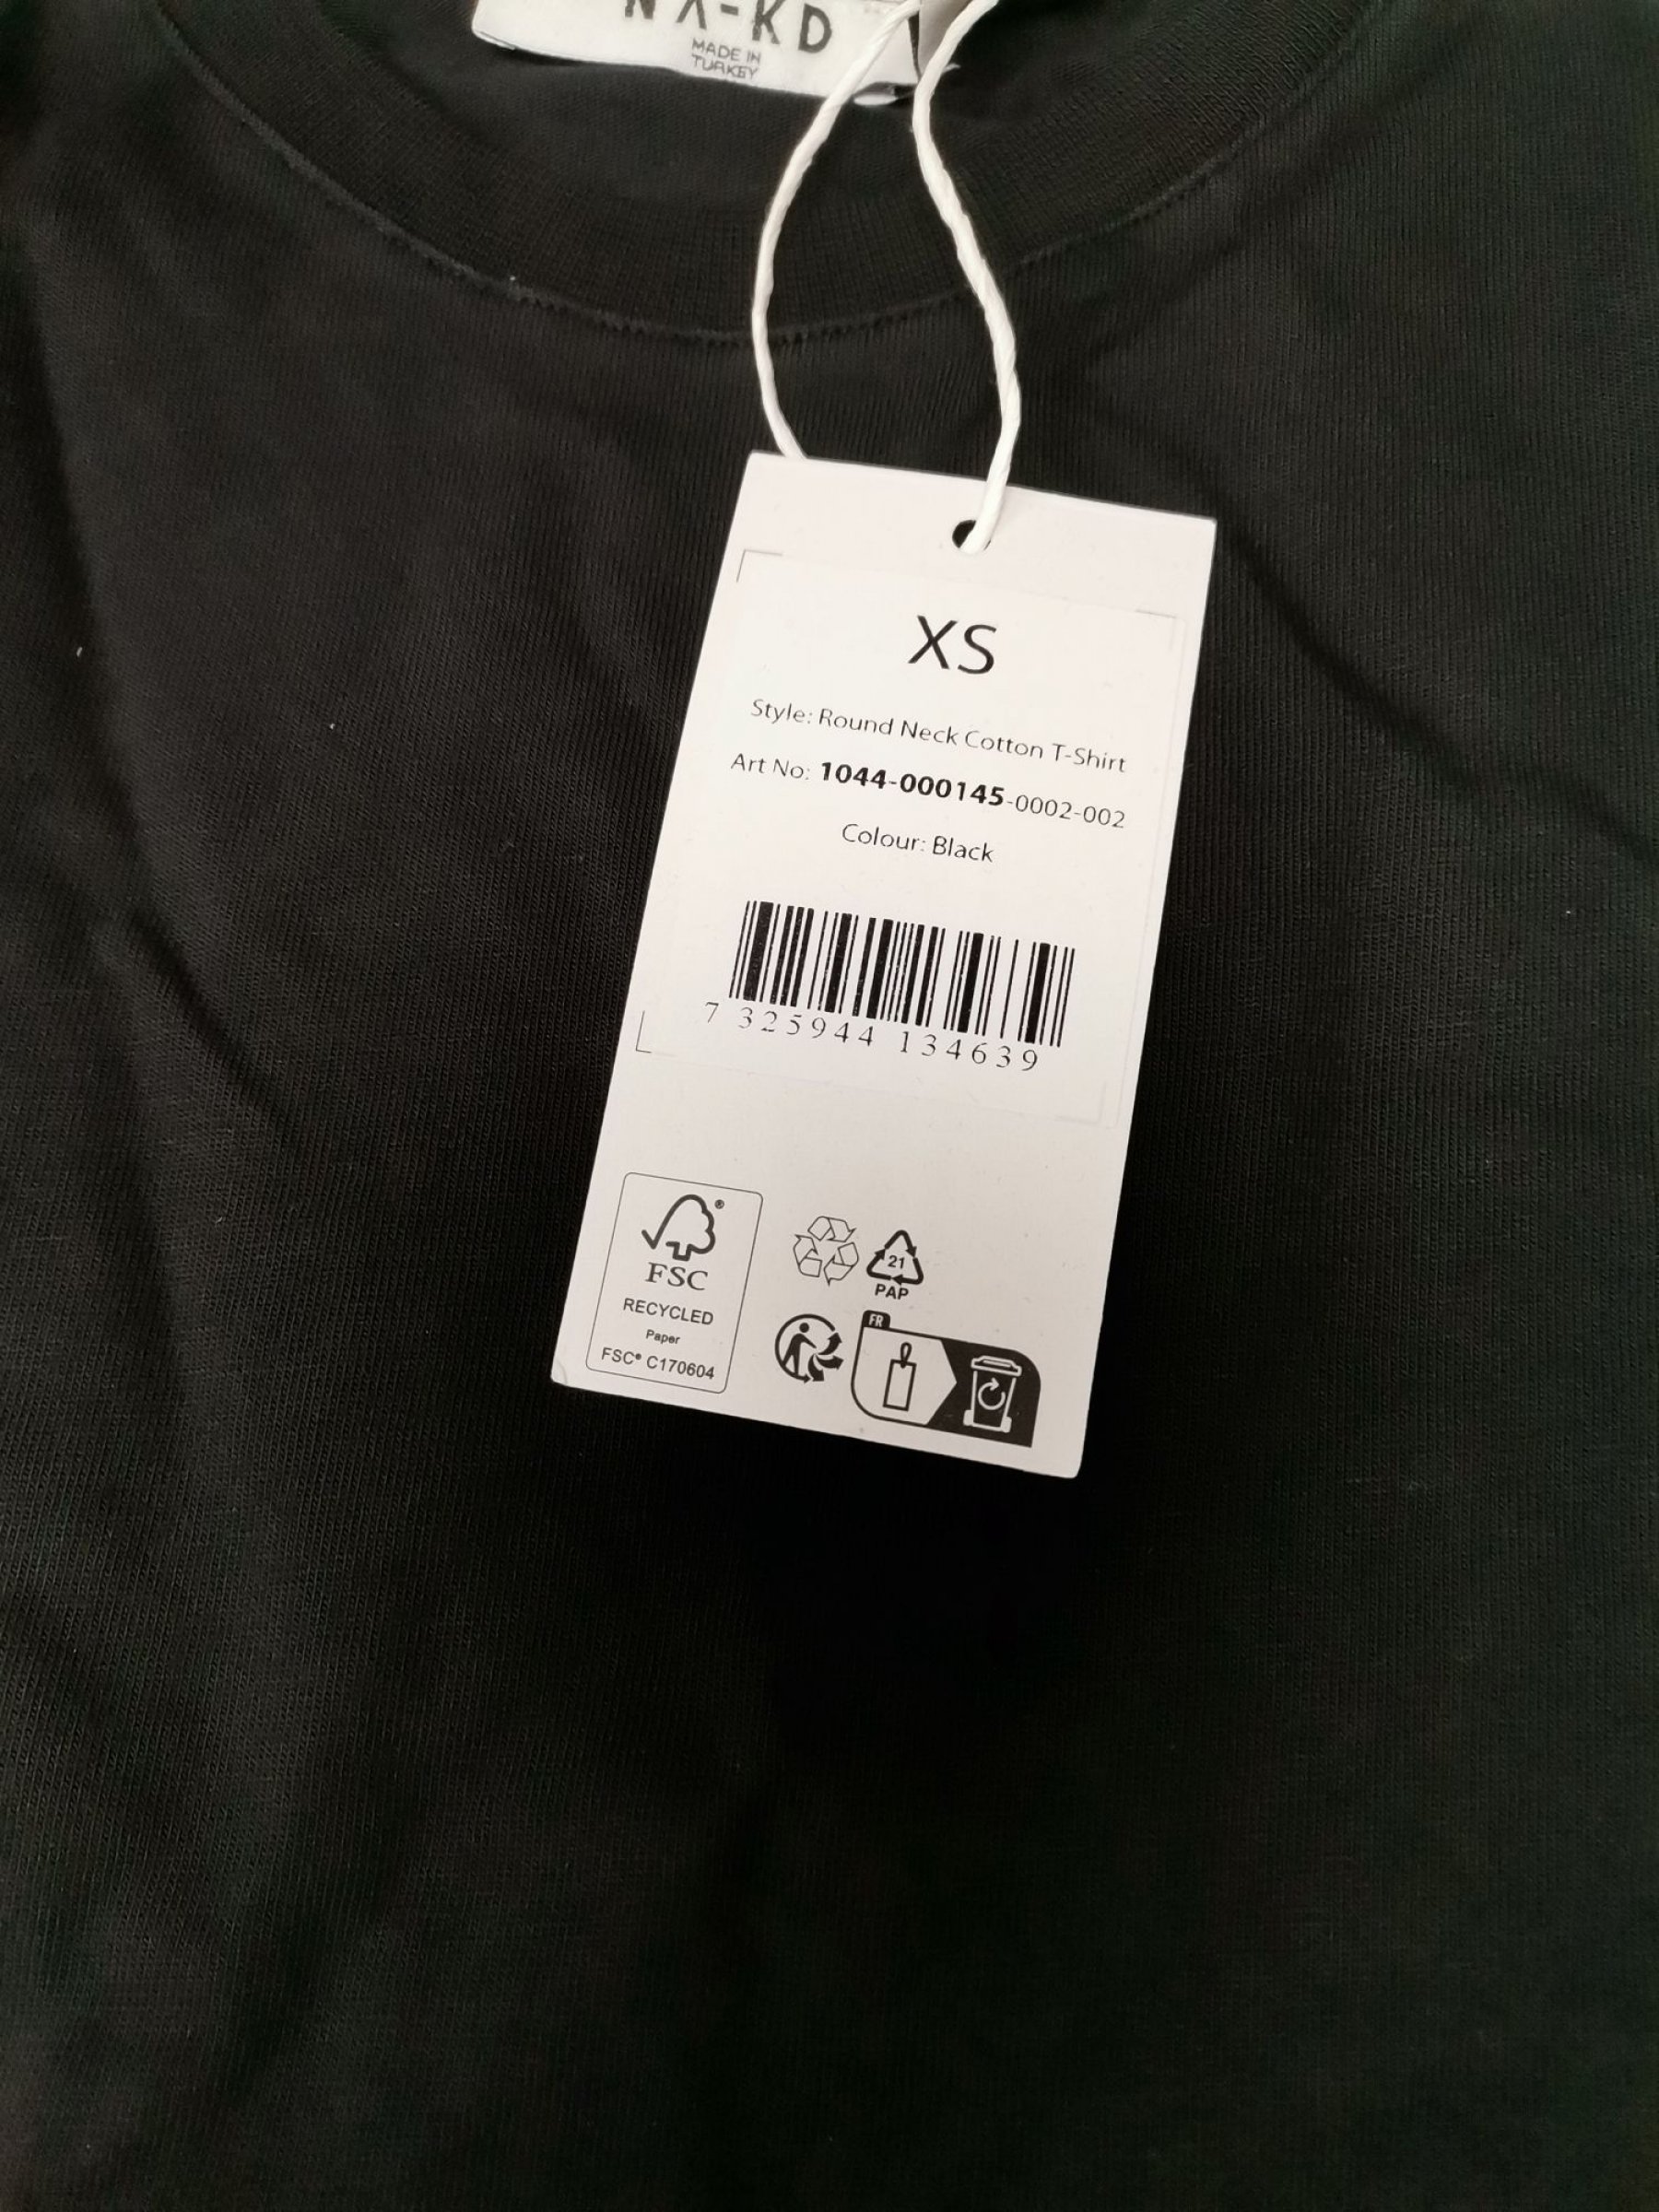 NA-KD
MADE IN
TURKEY
XS
Style: Round Neck Cotton T-Shirt
Art No: 1044-000145-0002-002
Colour: Black
7 325944 134639
®
FSC
RECYCLED
Paper
FSC® C170604
21
PAP
FR